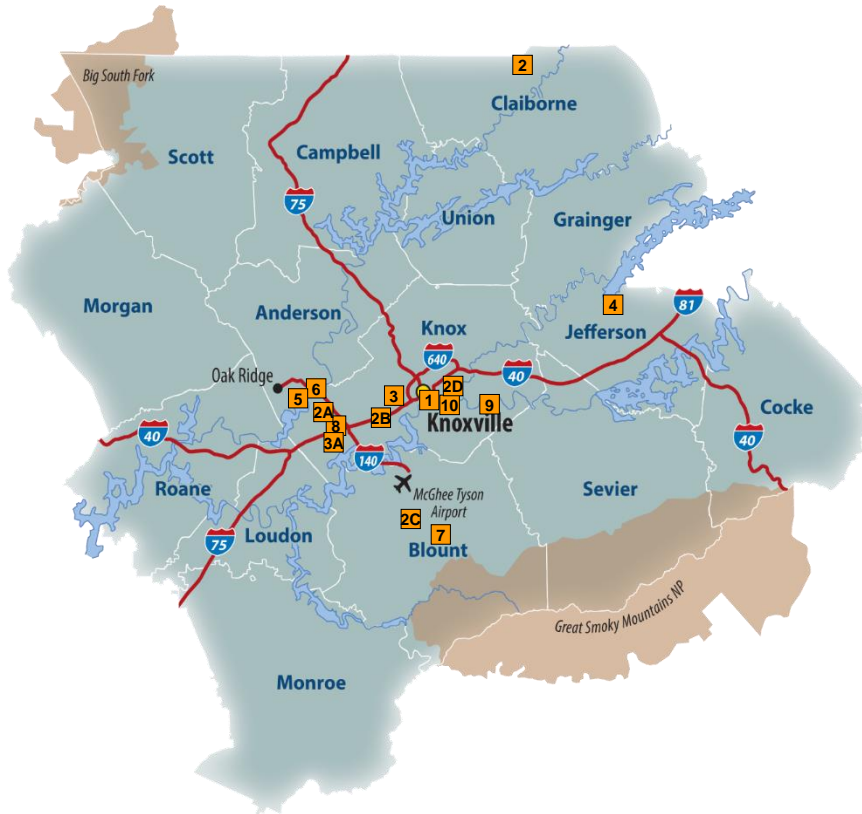 2
Big South Fork
Claiborne
Scott
Campbell
75
Union
Grainger
Morgan
Anderson
Knox
4
81
Jefferson
640
40
Oak Ridge
6
5
3
1
2D
10
9
2A
2B
8
3A
Knoxville
Cocke
40
140
40
Roane
McGhee Tyson
Airport
Sevier
2C
7
Loudon
75
Blount
Great Smoky Mountains NP
Monroe